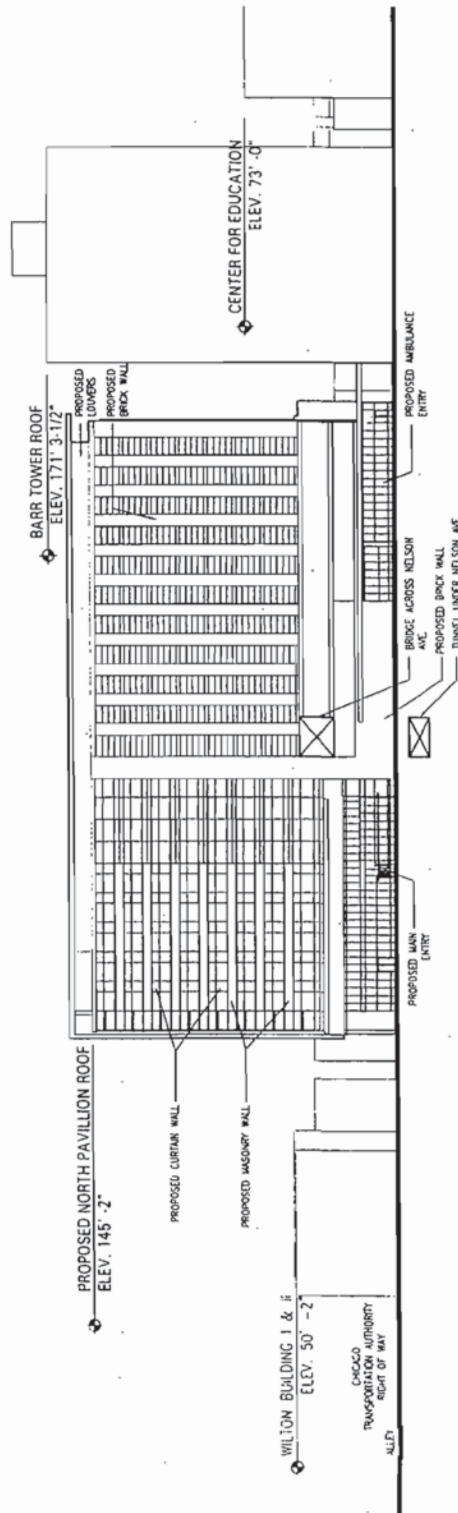 PROPOSED NORTH PAVILLION ROOF
ELEV. 145' -2"
BARR TOWER ROOF
ELEV. 171' 3-1/2"
PROPOSED
LOUVERS
PROPOSED
BRICK WALL
CENTER FOR EDUCATION
ELEV. 73' -0"
PROPOSED CURTAIN WALL
PROPOSED MASONRY WALL
WILTON BUILDING 1 & II
ELEV. 50' - 2"
CHICAGO
TRANSPORTATION AUTHORITY
RIGHT OF WAY
ALLEY
PROPOSED MAIN
ENTRY
BRIDGE ACROSS NELSON
AVE.
PROPOSED BRICK WALL
TUNNEL UNDER NELSON AVE.
PROPOSED AMBULANCE
ENTRY